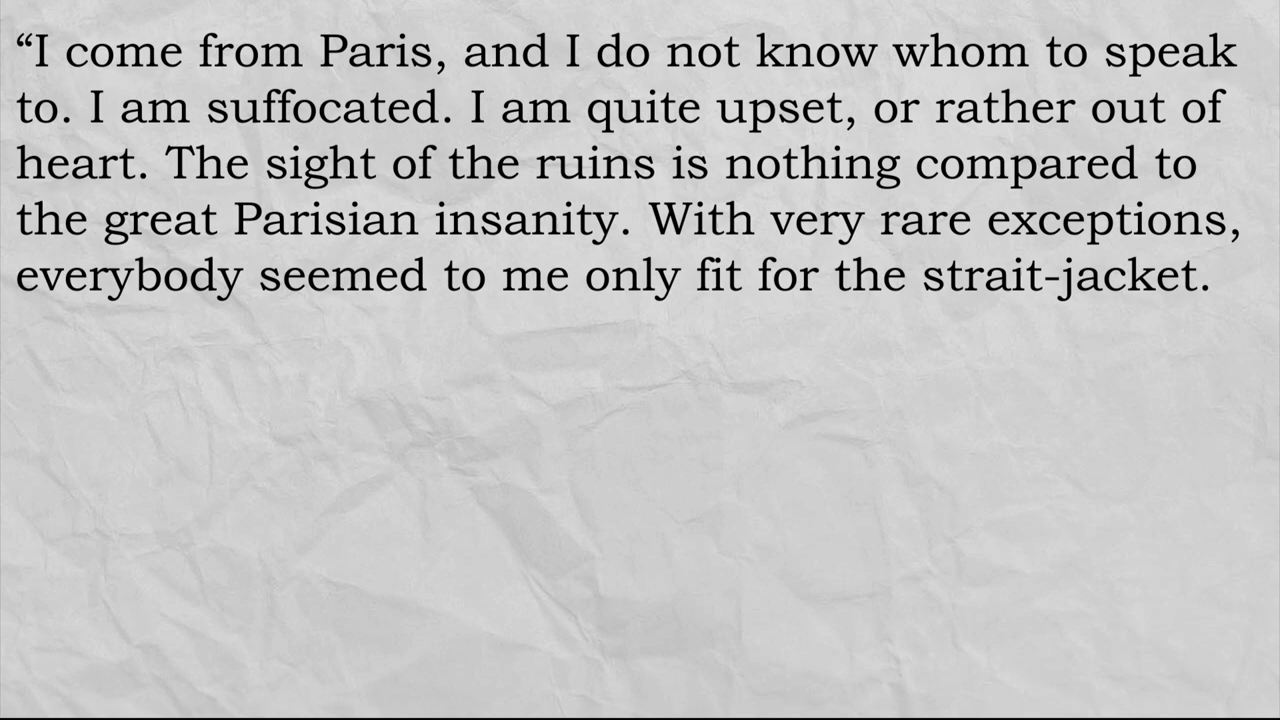 “I come from Paris, and I do not know whom to speak
to. I am suffocated. I am quite upset, or rather out of
heart. The sight of the ruins is nothing compared to
the great Parisian insanity. With very rare exceptions,
everybody seemed to me only fit for the strait-jacket.